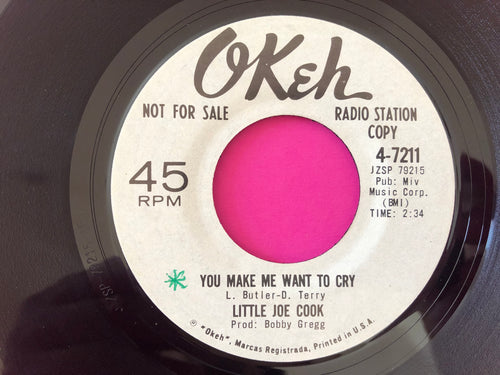 OKeh
NOT FOR SALE
RADIO STATION
COPY
45
RPM
4-7211
JZSP 79215
Pub: Miv
Music Corp.
(BMI)
TIME: 2:34
YOU MAKE ME WANT TO CRY
L. Butler-D. Terry
LITTLE JOE COOK
Prod: Bobby Gregg
® "Okeh", Marcas Registrada, Printed in U.S.A.